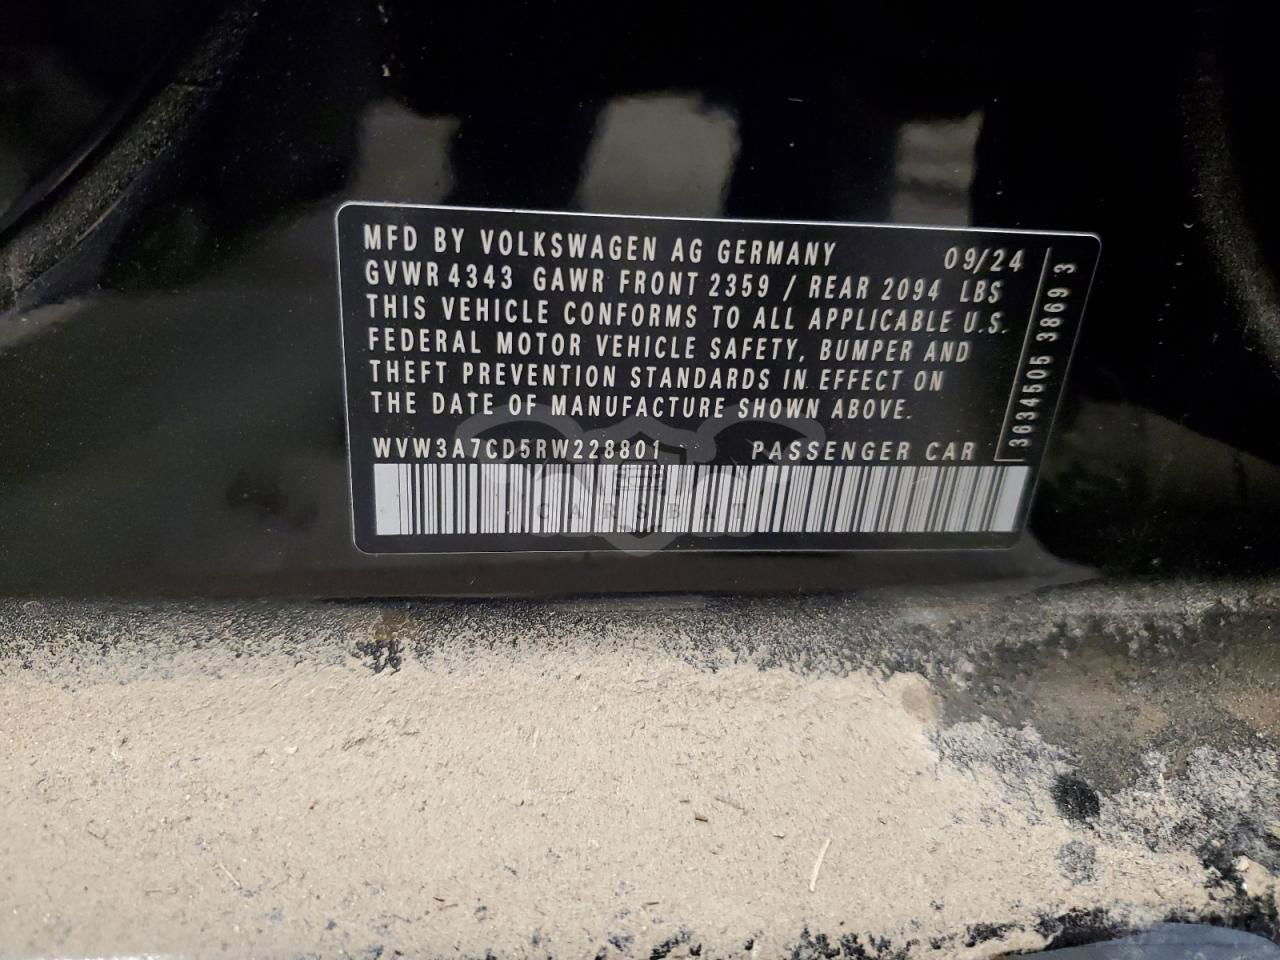 MFD BY VOLKSWAGEN AG GERMANY 09/24
GVWR 4343 GAWR FRONT 2359 / REAR 2094 LBS
THIS VEHICLE CONFORMS TO ALL APPLICABLE U.S.
FEDERAL MOTOR VEHICLE SAFETY, BUMPER AND
THEFT PREVENTION STANDARDS IN EFFECT ON
THE DATE OF MANUFACTURE SHOWN ABOVE.
WVW3A7CD5RW228801 PASSENGER CAR
3634505 3869 3
CARSBAT